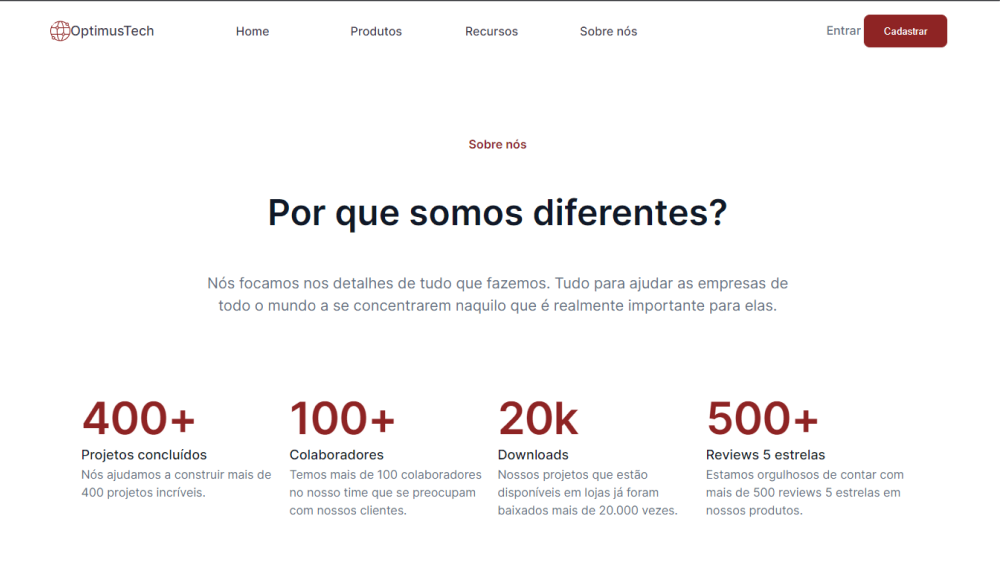 OptimusTech Home Produtos Recursos Sobre nós Entrar Cadastrar
Sobre nós
Por que somos diferentes?
Nós focamos nos detalhes de tudo que fazemos. Tudo para ajudar as empresas de
todo o mundo a se concentrarem naquilo que é realmente importante para elas.
400+
Projetos concluídos
Nós ajudamos a construir mais de
400 projetos incríveis.
100+
Colaboradores
Temos mais de 100 colaboradores
no nosso time que se preocupam
com nossos clientes.
20k
Downloads
Nossos projetos que estão
disponíveis em lojas já foram
baixados mais de 20.000 vezes.
500+
Reviews 5 estrelas
Estamos orgulhosos de contar com
mais de 500 reviews 5 estrelas em
nossos produtos.